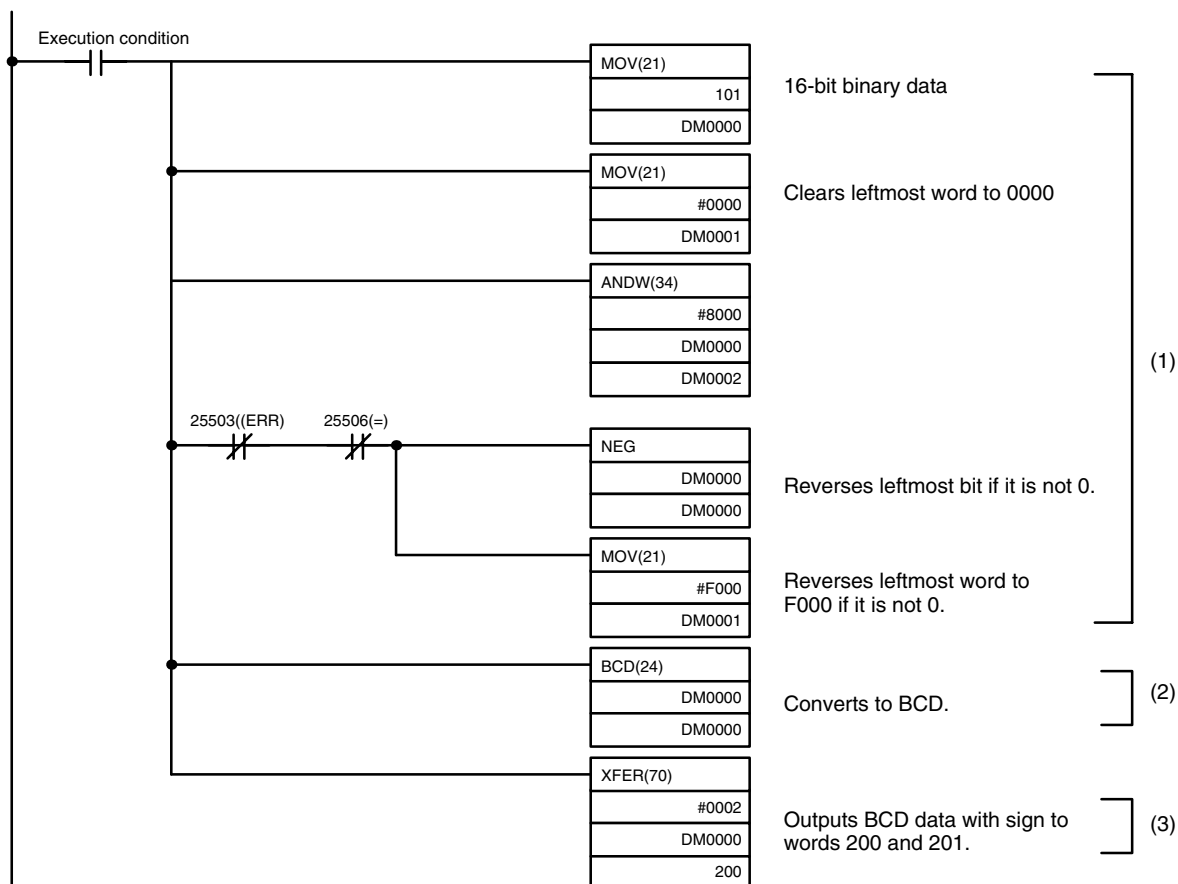 Execution condition
MOV(21)
101
DM0000
16-bit binary data
MOV(21)
#0000
DM0001
Clears leftmost word to 0000
ANDW(34)
#8000
DM0000
DM0002
(1)
25503((ERR)
25506(=)
NEG
DM0000
DM0000
Reverses leftmost bit if it is not 0.
MOV(21)
#F000
DM0001
Reverses leftmost word to
F000 if it is not 0.
BCD(24)
DM0000
DM0000
Converts to BCD.
(2)
XFER(70)
#0002
DM0000
200
Outputs BCD data with sign to
words 200 and 201.
(3)